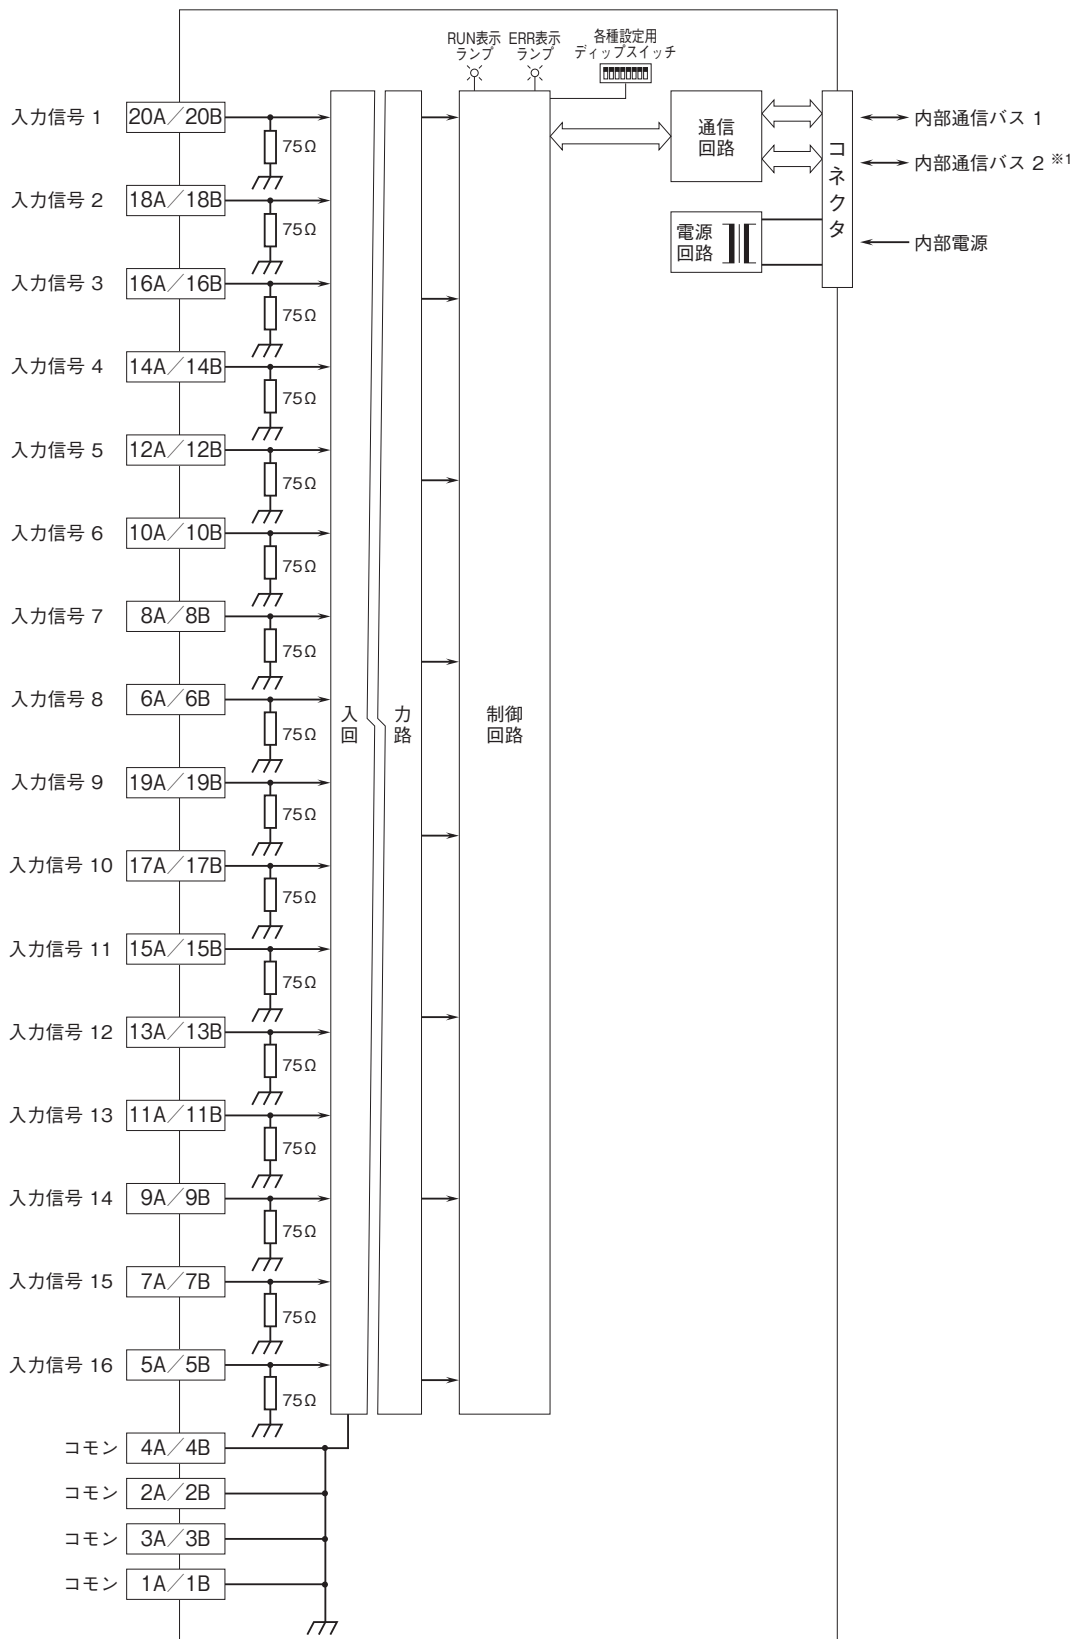 RUN表示
ランプ
ERR表示
ランプ
各種設定用
ディップスイッチ
入力信号 1
20A／20B
75Ω
入力信号 2
18A／18B
75Ω
入力信号 3
16A／16B
75Ω
入力信号 4
14A／14B
75Ω
入力信号 5
12A／12B
75Ω
入力信号 6
10A／10B
75Ω
入力信号 7
8A／8B
75Ω
入力信号 8
6A／6B
75Ω
入力信号 9
19A／19B
75Ω
入力信号 10
17A／17B
75Ω
入力信号 11
15A／15B
75Ω
入力信号 12
13A／13B
75Ω
入力信号 13
11A／11B
75Ω
入力信号 14
9A／9B
75Ω
入力信号 15
7A／7B
75Ω
入力信号 16
5A／5B
75Ω
コモン
4A／4B
コモン
2A／2B
コモン
3A／3B
コモン
1A／1B
入力
回路
制御
回路
通信
回路
電源
回路
コネクタ
内部通信バス 1
内部通信バス 2 ※1
内部電源